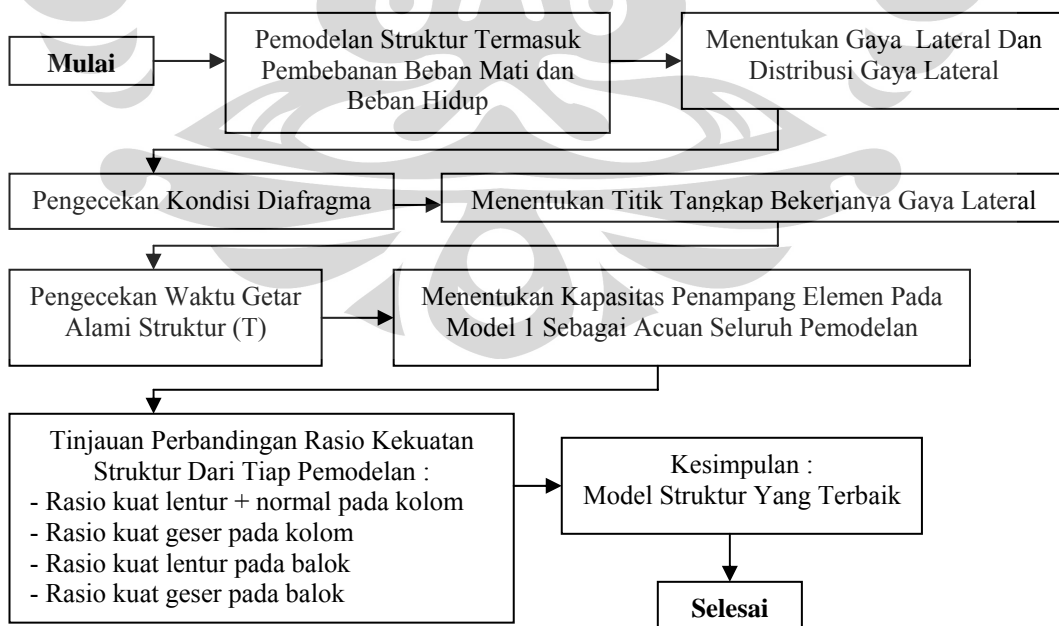 Mulai
Pemodelan Struktur Termasuk
Pembebanan Beban Mati dan
Beban Hidup
Menentukan Gaya Lateral Dan
Distribusi Gaya Lateral
Pengecekan Kondisi Diafragma
Menentukan Titik Tangkap Bekerjanya Gaya Lateral
Pengecekan Waktu Getar
Alami Struktur (T)
Menentukan Kapasitas Penampang Elemen Pada
Model 1 Sebagai Acuan Seluruh Pemodelan
Tinjauan Perbandingan Rasio Kekuatan
Struktur Dari Tiap Pemodelan :
- Rasio kuat lentur + normal pada kolom
- Rasio kuat geser pada kolom
- Rasio kuat lentur pada balok
- Rasio kuat geser pada balok
Kesimpulan :
Model Struktur Yang Terbaik
Selesai